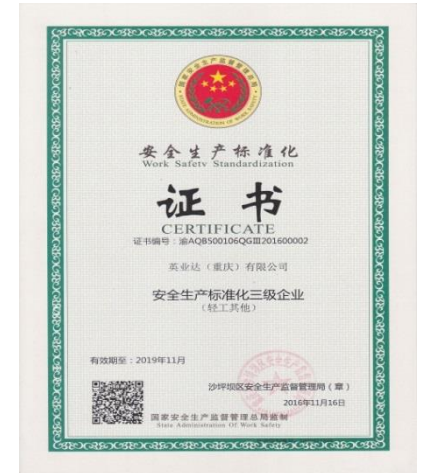 安全生产标准化
Work Safety Standardization
证书
CERTIFICATE
证书编号：渝AQB500106QGⅢ201600002
英业达（重庆）有限公司
安全生产标准化三级企业
（轻工其他）
有效期至：2019年11月
沙坪坝区安全生产监督管理局（章）
2016年11月16日
国家安全生产监督管理总局监制
State Administration Of Work Safety